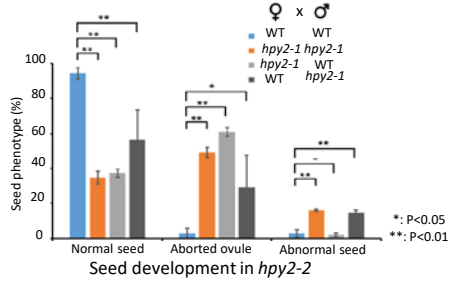 ♀ x ♂
WT WT
hpy2-1 hpy2-1
hpy2-1 WT
WT hpy2-1
**
**
**
*
**
**
**
–
**
Seed phenotype (%)
100
80
60
40
20
0
Normal seed Aborted ovule Abnormal seed
*: P<0.05
**: P<0.01
Seed development in hpy2-2